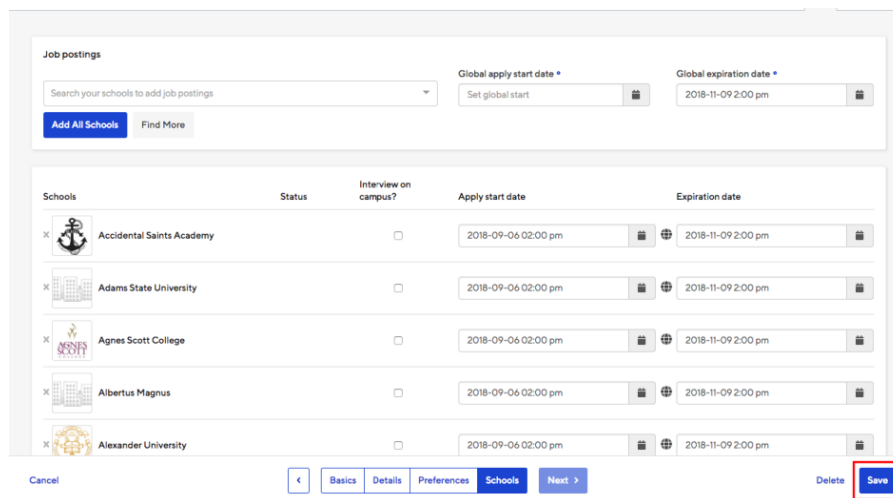 Job postings
Global apply start date
Global expiration date
Search your schools to add job postings
Set global start
2018-11-09 2:00 pm
Add All Schools
Find More
Schools
Status
Interview on
campus?
Apply start date
Expiration date
× Accidental Saints Academy
2018-09-06 02:00 pm
2018-11-09 2:00 pm
× Adams State University
2018-09-06 02:00 pm
2018-11-09 2:00 pm
× AGNES
SCOTT
COLLEGE
Agnes Scott College
2018-09-06 02:00 pm
2018-11-09 2:00 pm
× Albertus Magnus
2018-09-06 02:00 pm
2018-11-09 2:00 pm
× Alexander University
2018-09-06 02:00 pm
2018-11-09 2:00 pm
Cancel
‹
Basics
Details
Preferences
Schools
Next >
Delete
Save